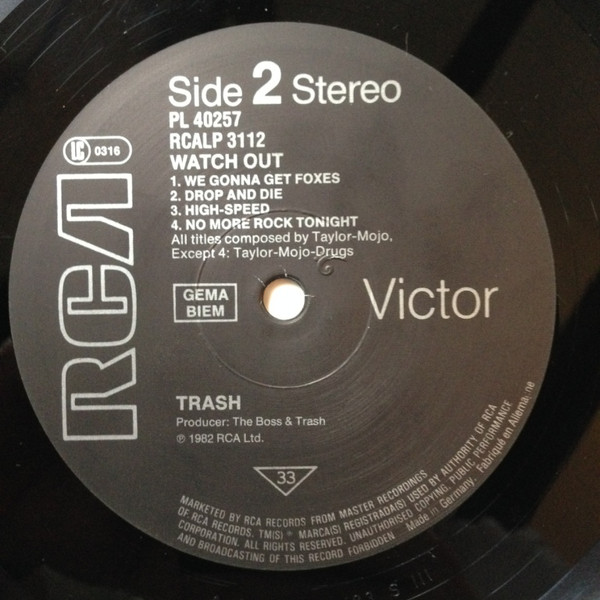 Side 2 Stereo
PL 40257
RCALP 3112
WATCH OUT
1. WE GONNA GET FOXES
2. DROP AND DIE
3. HIGH-SPEED
4. NO MORE ROCK TONIGHT
All titles composed by Taylor-Mojo,
Except 4: Taylor-Mojo-Drugs
LC 0316
RCA
GEMA
BIEM
Victor
TRASH
Producer: The Boss & Trash
℗ 1982 RCA Ltd.
33
MARKETED BY RCA RECORDS FROM MASTER RECORDINGS
OF RCA RECORDS. TM(S) ® MARCA(S) REGISTRADA(S) USED BY AUTHORITY OF RCA
CORPORATION. ALL RIGHTS RESERVED. UNAUTHORISED COPYING, PUBLIC PERFORMANCE
AND BROADCASTING OF THIS RECORD FORBIDDEN Made in Germany. Fabriqué en Allemagne
S III